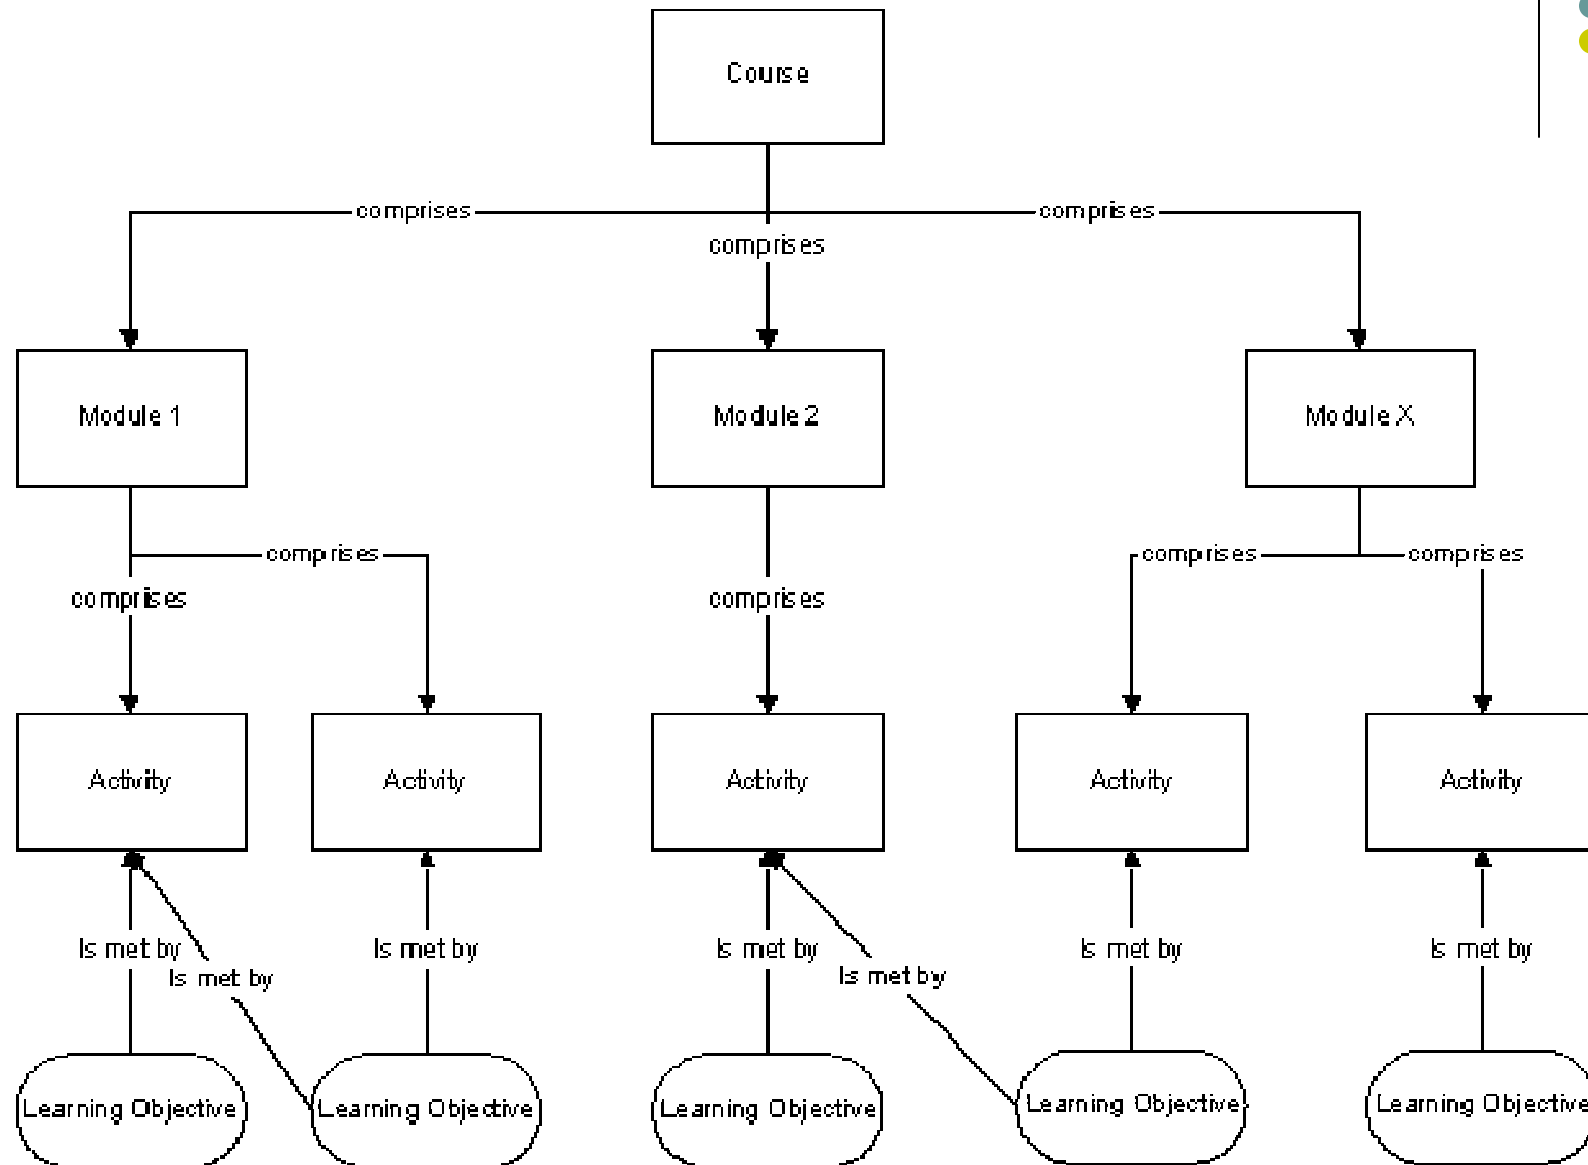 Course
comprises
comprises
comprises
Module 1
Module 2
Module X
comprises
comprises
comprises
comprises
comprises
Activity
Activity
Activity
Activity
Activity
Is met by
Is met by
Is met by
Is met by
Is met by
Is met by
Is met by
Learning Objective
Learning Objective
Learning Objective
Learning Objective
Learning Objective